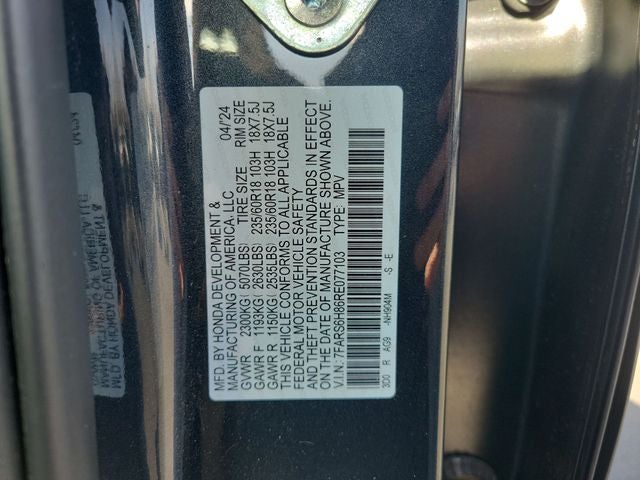 MFD. BY HONDA DEVELOPMENT & 04/24
MANUFACTURING OF AMERICA, LLC
GVWR 2300KG (5070LBS) TIRE SIZE RIM SIZE
GAWR F 1193KG (2630LBS) 235/60R18 103H 18X7.5J
GAWR R 1150KG (2535LBS) 235/60R18 103H 18X7.5J
THIS VEHICLE CONFORMS TO ALL APPLICABLE
FEDERAL MOTOR VEHICLE SAFETY
AND THEFT PREVENTION STANDARDS IN EFFECT
ON THE DATE OF MANUFACTURE SHOWN ABOVE.
V.I.N.: 7FARS6H86RE077103 TYPE: MPV
300 R AG9 -NH904M -S -E